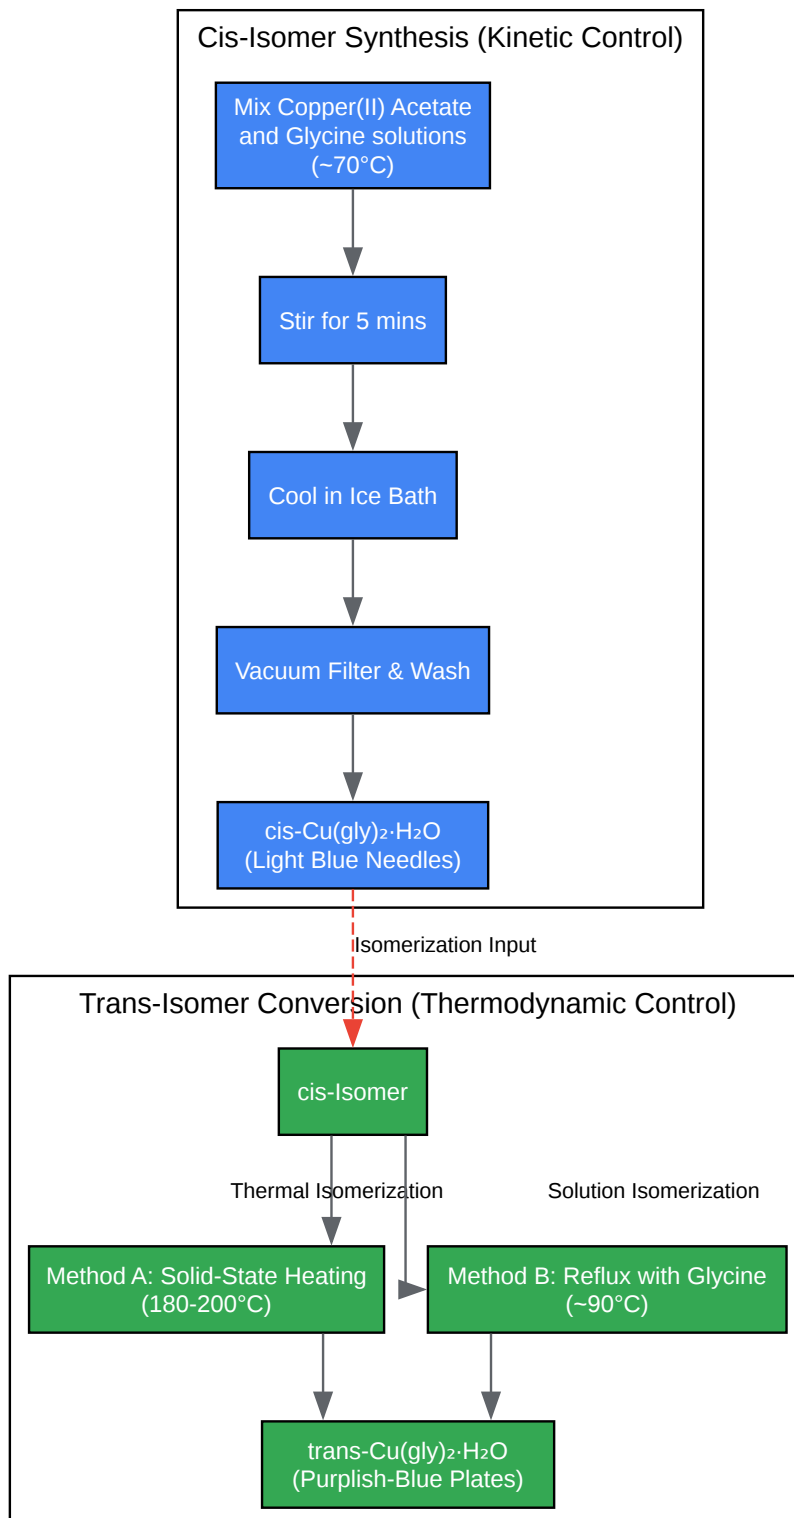 Cis-Isomer Synthesis (Kinetic Control)
Mix Copper(II) Acetate
and Glycine solutions
(~70°C)
Stir for 5 mins
Cool in Ice Bath
Vacuum Filter & Wash
cis-Cu(gly)₂·H₂O
(Light Blue Needles)
Isomerization Input
Trans-Isomer Conversion (Thermodynamic Control)
cis-Isomer
Thermal Isomerization
Solution Isomerization
Method A: Solid-State Heating
(180-200°C)
Method B: Reflux with Glycine
(~90°C)
trans-Cu(gly)₂·H₂O
(Purplish-Blue Plates)